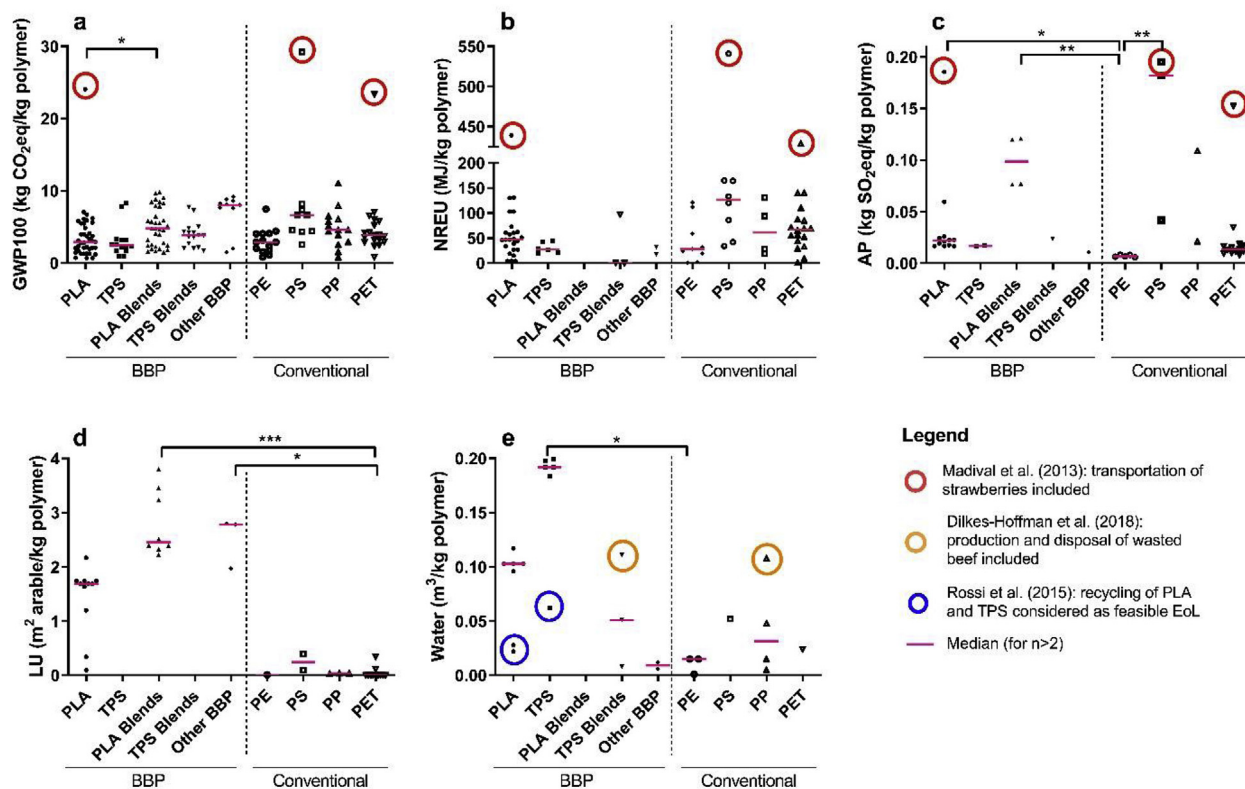 a
*
GWP100 (kg CO₂eq/kg polymer)
30
20
10
0
PLA
TPS
PLA Blends
TPS Blends
Other BBP
PE
PS
PP
PET
BBP
Conventional
b
NREU (MJ/kg polymer)
550
500
450
200
150
100
50
0
PLA
TPS
PLA Blends
TPS Blends
Other BBP
PE
PS
PP
PET
BBP
Conventional
c
*
**
**
AP (kg SO₂eq/kg polymer)
0.20
0.15
0.10
0.05
0.00
PLA
TPS
PLA Blends
TPS Blends
Other BBP
PE
PS
PP
PET
BBP
Conventional
d
***
*
LU (m² arable/kg polymer)
4
3
2
1
0
PLA
TPS
PLA Blends
TPS Blends
Other BBP
PE
PS
PP
PET
BBP
Conventional
e
*
Water (m³/kg polymer)
0.20
0.15
0.10
0.05
0.00
PLA
TPS
PLA Blends
TPS Blends
Other BBP
PE
PS
PP
PET
BBP
Conventional
Legend
Madival et al. (2013): transportation of
strawberries included
Dilkes-Hoffman et al. (2018):
production and disposal of wasted
beef included
Rossi et al. (2015): recycling of PLA
and TPS considered as feasible EoL
Median (for n>2)